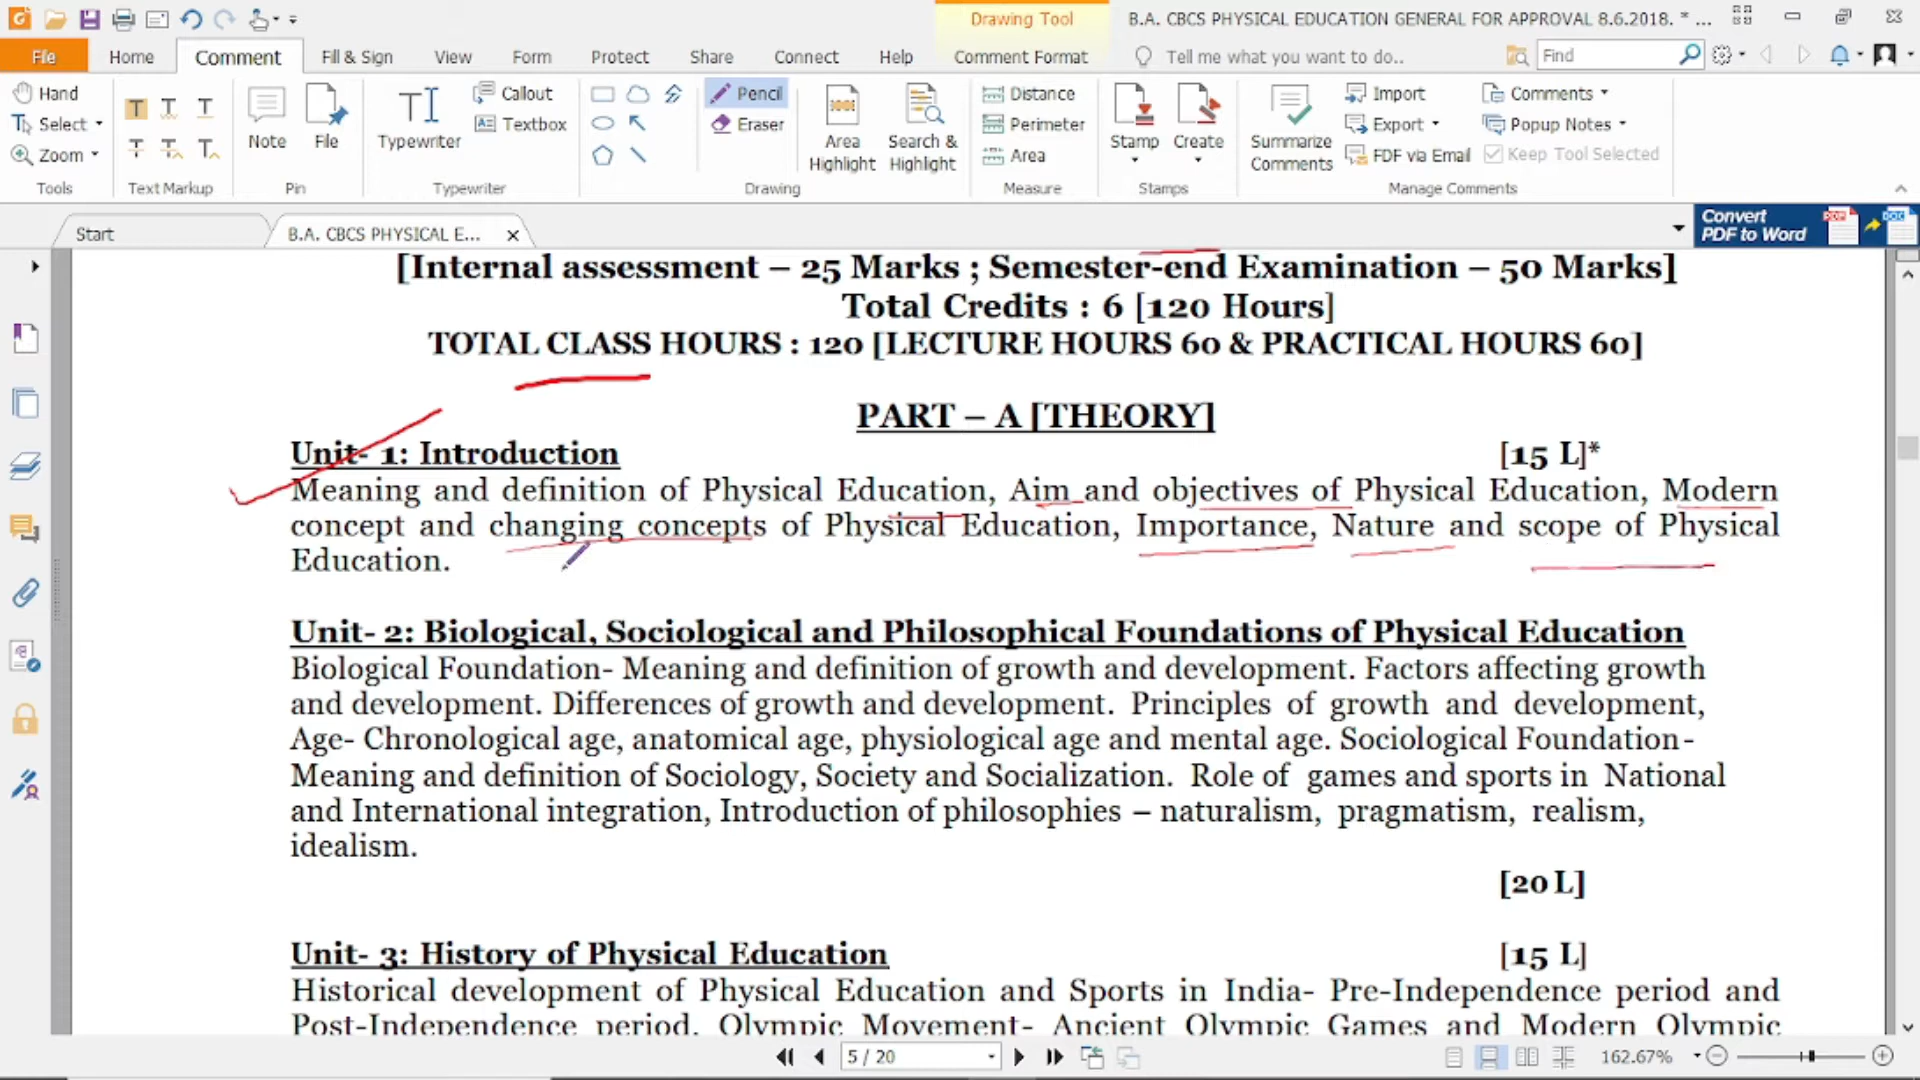 Drawing Tool
B.A. CBCS PHYSICAL EDUCATION GENERAL FOR APPROVAL 8.6.2018. * ...
File Home Comment Fill & Sign View Form Protect Share Connect Help Comment Format Tell me what you want to do.. Find
Hand
Select
Zoom
Tools
Text Markup
Note
File
Pin
Typewriter
Callout
Textbox
Typewriter
Pencil
Eraser
Area Highlight
Search & Highlight
Drawing
Distance
Perimeter
Area
Measure
Stamp
Create
Stamps
Summarize Comments
Import
Export
FDF via Email
Comments
Popup Notes
Keep Tool Selected
Manage Comments
Start
B.A. CBCS PHYSICAL E...
Convert
PDF to Word
[Internal assessment – 25 Marks ; Semester-end Examination – 50 Marks]
Total Credits : 6 [120 Hours]
TOTAL CLASS HOURS : 120 [LECTURE HOURS 60 & PRACTICAL HOURS 60]
PART – A [THEORY]
Unit- 1: Introduction [15 L]*
Meaning and definition of Physical Education, Aim and objectives of Physical Education, Modern
concept and changing concepts of Physical Education, Importance, Nature and scope of Physical
Education.
Unit- 2: Biological, Sociological and Philosophical Foundations of Physical Education
Biological Foundation- Meaning and definition of growth and development. Factors affecting growth
and development. Differences of growth and development. Principles of growth and development,
Age- Chronological age, anatomical age, physiological age and mental age. Sociological Foundation-
Meaning and definition of Sociology, Society and Socialization. Role of games and sports in National
and International integration, Introduction of philosophies – naturalism, pragmatism, realism,
idealism.
[20 L]
Unit- 3: History of Physical Education [15 L]
Historical development of Physical Education and Sports in India- Pre-Independence period and
Post-Independence period. Olympic Movement- Ancient Olympic Games and Modern Olympic
5 / 20
162.67%